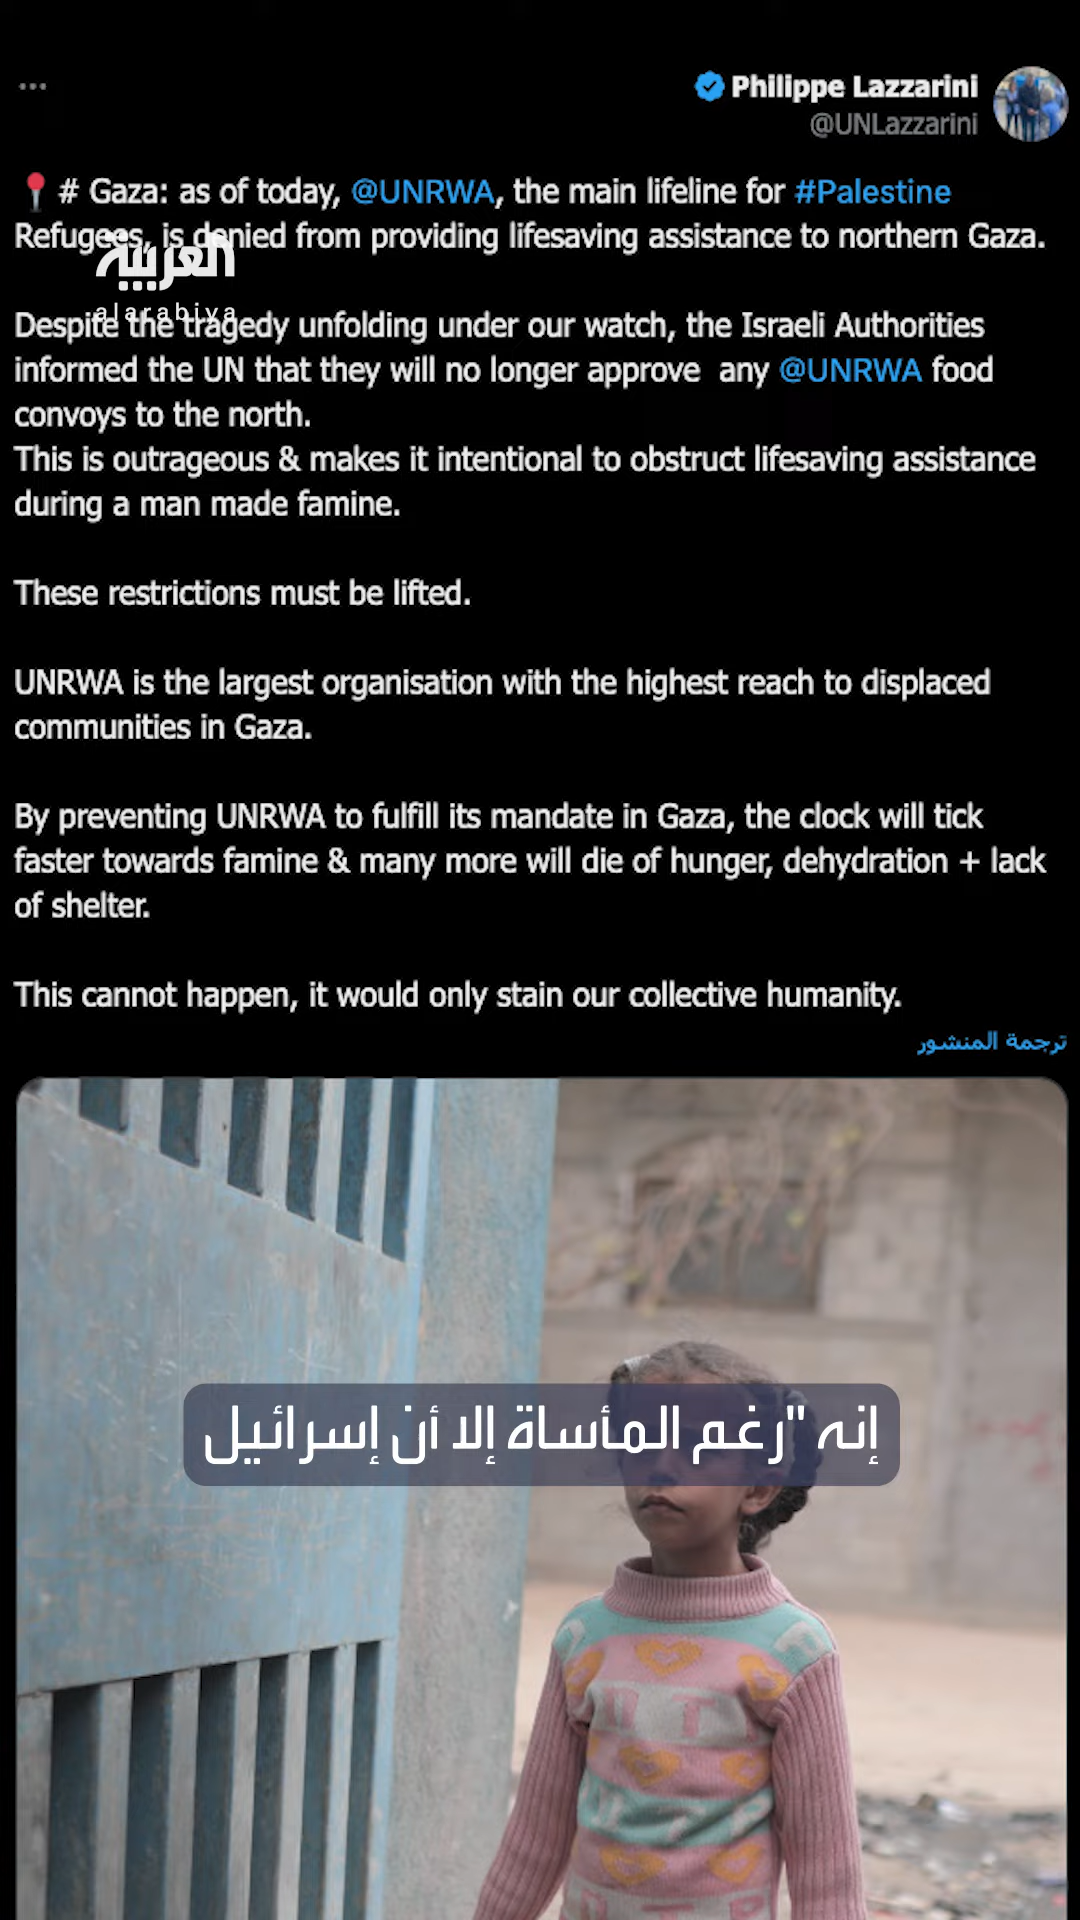 Philippe Lazzarini
@UNLazzarini
# Gaza: as of today, @UNRWA, the main lifeline for #Palestine
Refugees, is denied from providing lifesaving assistance to northern Gaza.
العربية
alarabiya
Despite the tragedy unfolding under our watch, the Israeli Authorities
informed the UN that they will no longer approve any @UNRWA food
convoys to the north.
This is outrageous & makes it intentional to obstruct lifesaving assistance
during a man made famine.
These restrictions must be lifted.
UNRWA is the largest organisation with the highest reach to displaced
communities in Gaza.
By preventing UNRWA to fulfill its mandate in Gaza, the clock will tick
faster towards famine & many more will die of hunger, dehydration + lack
of shelter.
This cannot happen, it would only stain our collective humanity.
ترجمة المنشور
إنه "رغم المأساة إلا أن إسرائيل